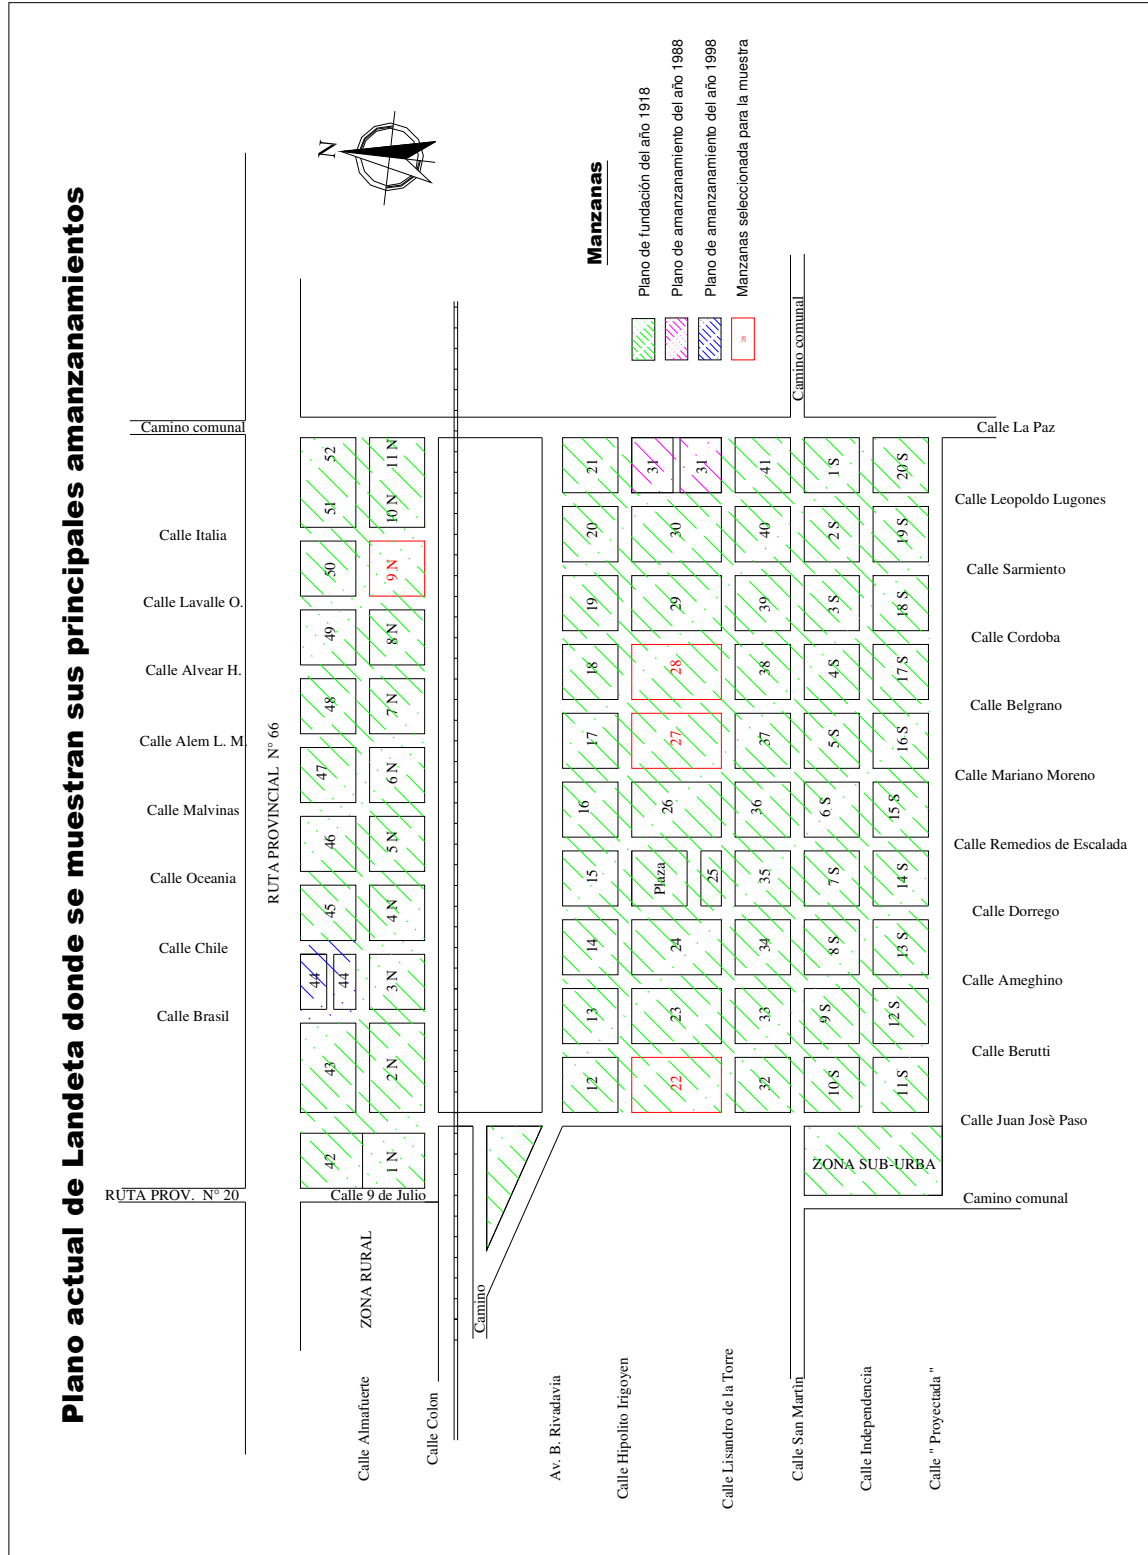 Plano actual de Landeta donde se muestran sus principales amanzanamientos
N
Manzanas
Plano de fundación del año 1918
Plano de amanzanamiento del año 1988
Plano de amanzanamiento del año 1998
28
Manzanas seleccionada para la muestra
Camino comunal
Calle Italia
Calle Lavalle O.
Calle Alvear H.
Calle Alem L. M.
Calle Malvinas
Calle Oceania
Calle Chile
Calle Brasil
RUTA PROV. N° 20
RUTA PROVINCIAL N° 66
Calle 9 de Julio
ZONA RURAL
Camino
42
43
44
44
45
46
47
48
49
50
51
52
1 N
2 N
3 N
4 N
5 N
6 N
7 N
8 N
9 N
10 N
11 N
12
13
14
15
16
17
18
19
20
21
22
23
24
Plaza
25
26
27
28
29
30
31
31
32
33
34
35
36
37
38
39
40
41
10 S
9 S
8 S
7 S
6 S
5 S
4 S
3 S
2 S
1 S
11 S
12 S
13 S
14 S
15 S
16 S
17 S
18 S
19 S
20 S
ZONA SUB-URBA
Camino comunal
Calle La Paz
Calle Leopoldo Lugones
Calle Sarmiento
Calle Cordoba
Calle Belgrano
Calle Mariano Moreno
Calle Remedios de Escalada
Calle Dorrego
Calle Ameghino
Calle Berutti
Calle Juan Josè Paso
Camino comunal
Calle Almafuerte
Calle Colon
Av. B. Rivadavia
Calle Hipolito Irigoyen
Calle Lisandro de la Torre
Calle San Martìn
Calle Independencia
Calle " Proyectada "